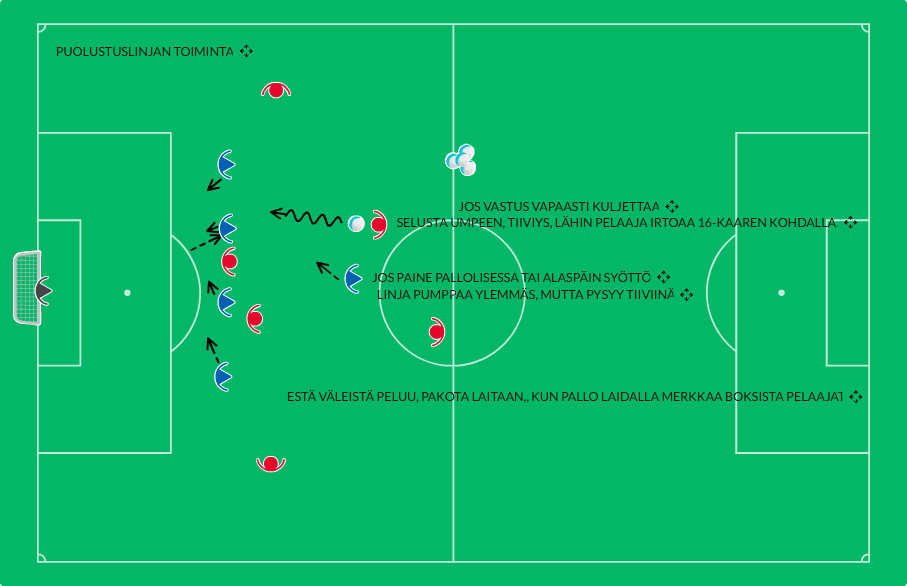 PUOLUSTUSLINJAN TOIMINTA
JOS VASTUS VAPAASTI KULJETTAA
SELUSTA UMPEEN, TIIVIYS, LÄHIN PELAAJA IRTOAA 16-KAAREN KOHDALLA
JOS PAINE PALLOLISESSA TAI ALASPÄIN SYÖTTÖ
LINJA PUMPPAA YLEMMÄS, MUTTA PYSYY TIIVIINÄ
ESTÄ VÄLEISTÄ PELUU, PAKOTA LAITAAN,, KUN PALLO LAIDALLA MERKKAA BOKSISTA PELAAJAT